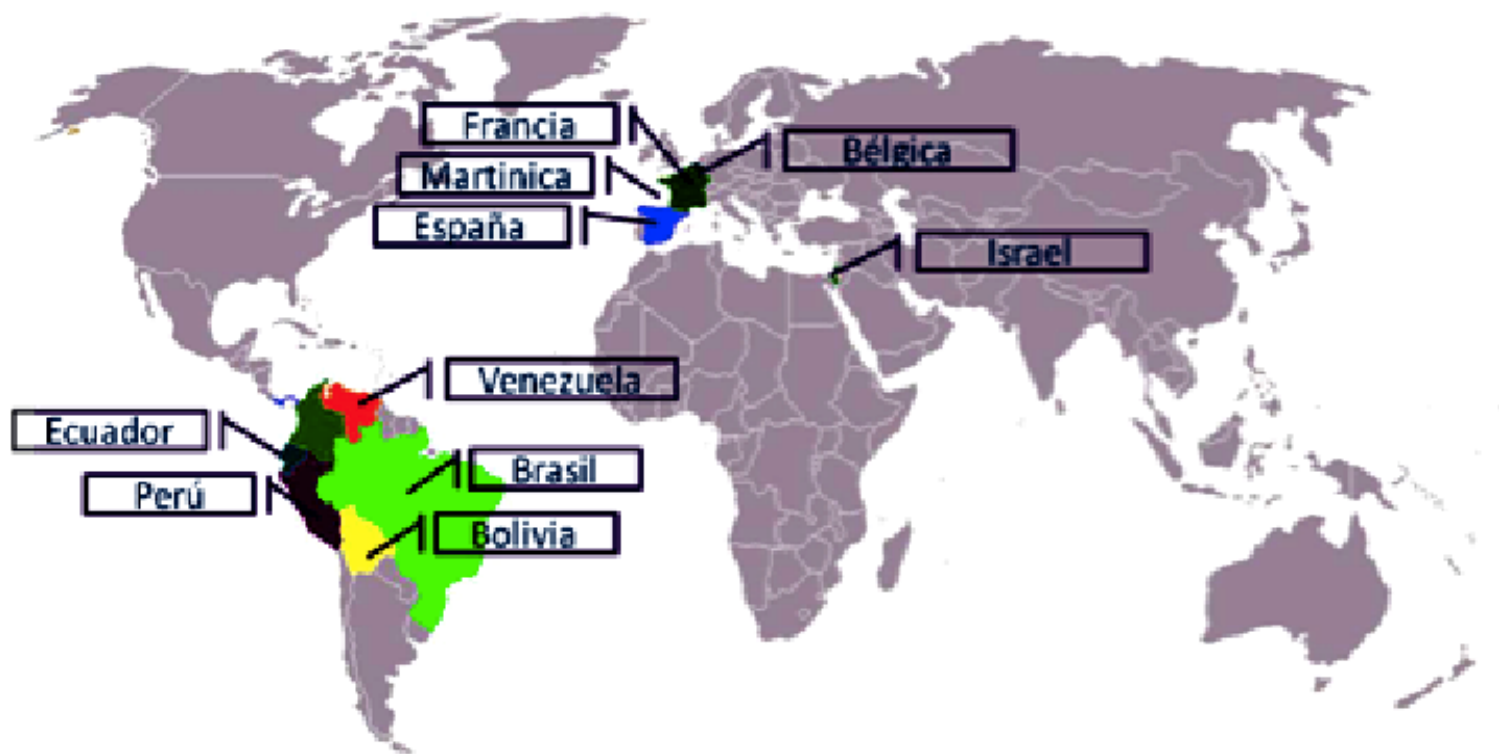 Francia
Bélgica
Martinica
España
Israel
Venezuela
Ecuador
Brasil
Perú
Bolivia